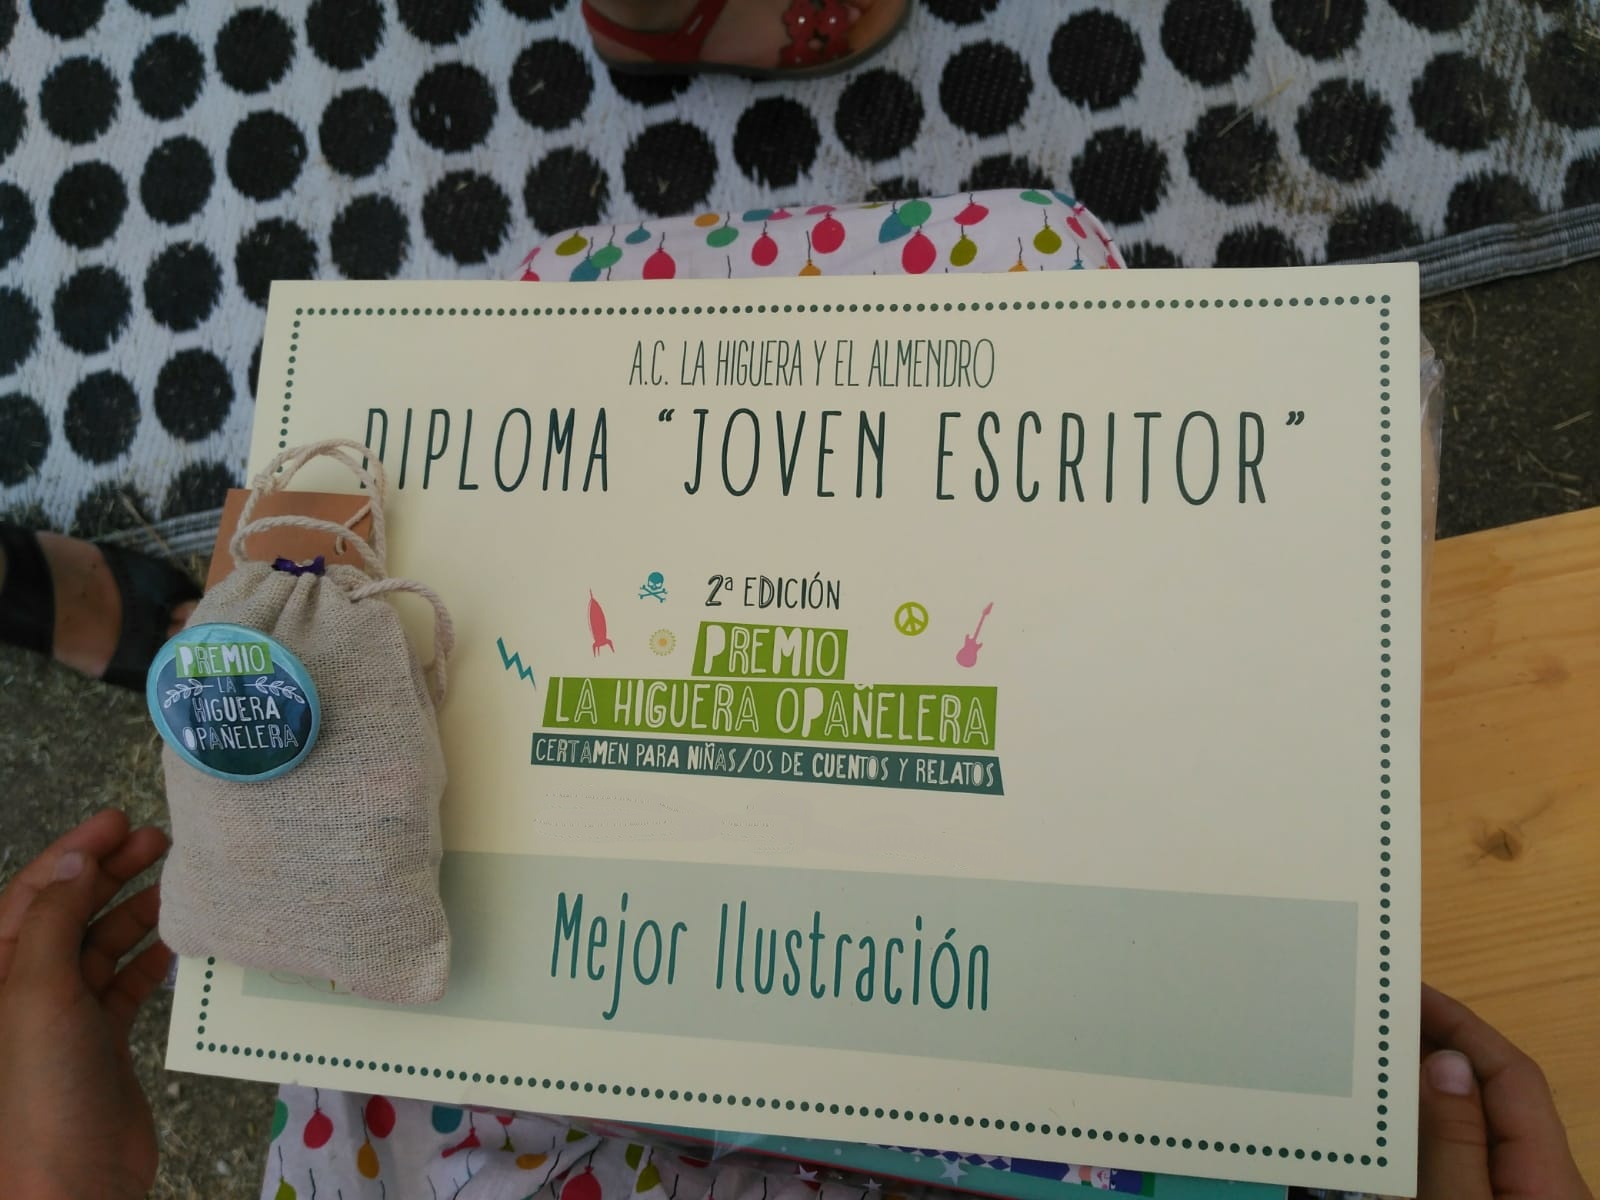 A.C. LA HIGUERA Y EL ALMENDRO
DIPLOMA "JOVEN ESCRITOR"
2ª EDICIÓN
PREMIO
LA HIGUERA OPAÑELERA
CERTAMEN PARA NIÑAS/OS DE CUENTOS Y RELATOS
Mejor Ilustración
PREMIO
LA
HIGUERA
OPAÑELERA